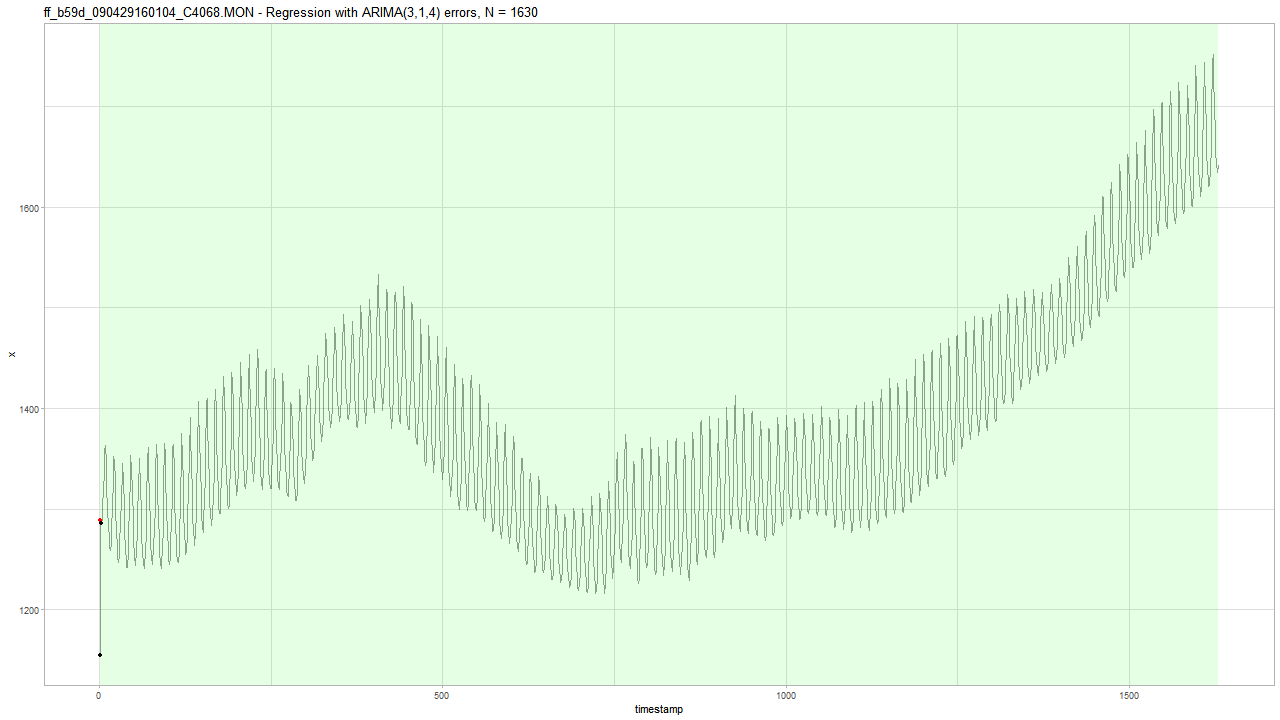 ff_b59d_090429160104_C4068.MON - Regression with ARIMA(3,1,4) errors, N = 1630
x
1600
1400
1200
0
500
1000
1500
timestamp